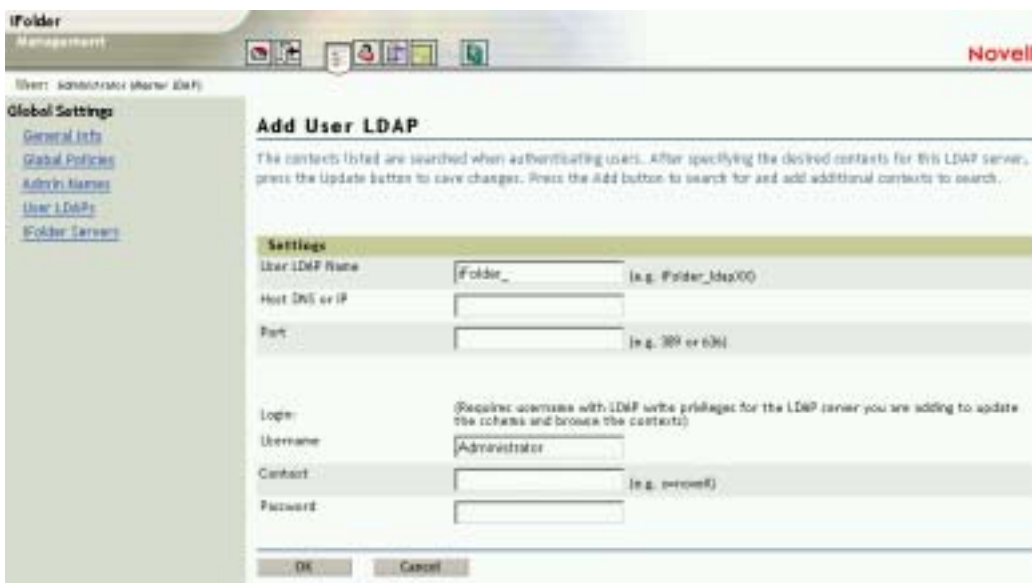 iFolder
Management
Novell
User: Administrator (Master LDAP)
Global Settings
General Info
Global Policies
Admin Names
User LDAPs
iFolder Servers
Add User LDAP
The contexts listed are searched when authenticating users. After specifying the desired contexts for this LDAP server,
press the Update button to save changes. Press the Add button to search for and add additional contexts to search.
Settings
User LDAP Name
iFolder_
(e.g. iFolder_ldapXX)
Host DNS or IP
Port
(e.g. 389 or 636)
Login:
(Requires username with LDAP write privileges for the LDAP server you are adding to update
the schema and browse the contexts)
Username
Administrator
Context
(e.g. o=novell)
Password
OK
Cancel